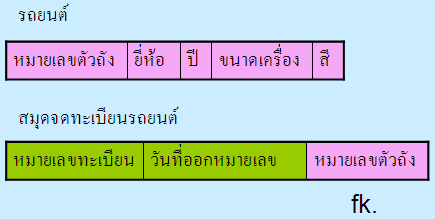 รถยนต์
หมายเลขตัวถัง ยี่ห้อ ปี ขนาดเครื่อง สี
สมุดจดทะเบียนรถยนต์
หมายเลขทะเบียน วันที่ออกหมายเลข หมายเลขตัวถัง
fk.